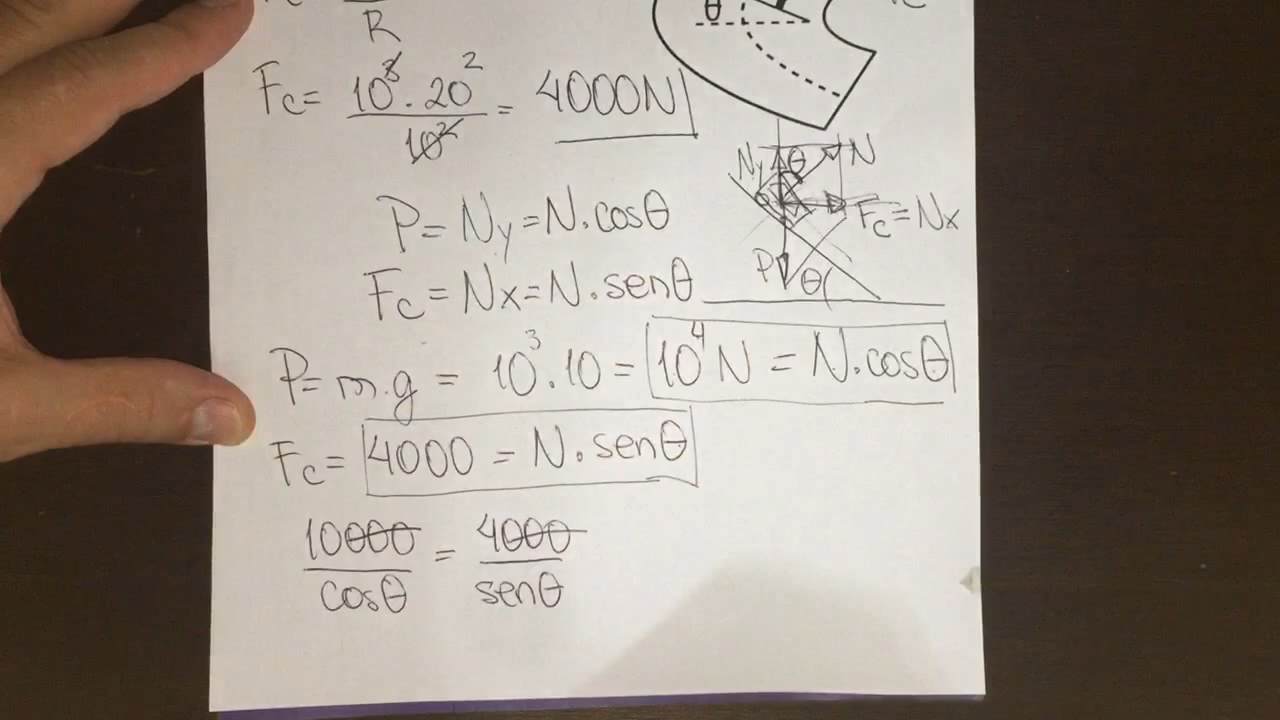 R
θ
Fc = 10³ . 20² / 10² = 4000N
Ny θ N
Fc = Nx
P θ
P = Ny = N.cosθ
Fc = Nx = N.senθ
P = m.g = 10³.10 = 10⁴ N = N.cosθ
Fc = 4000 = N.senθ
10000 / cosθ = 4000 / senθ